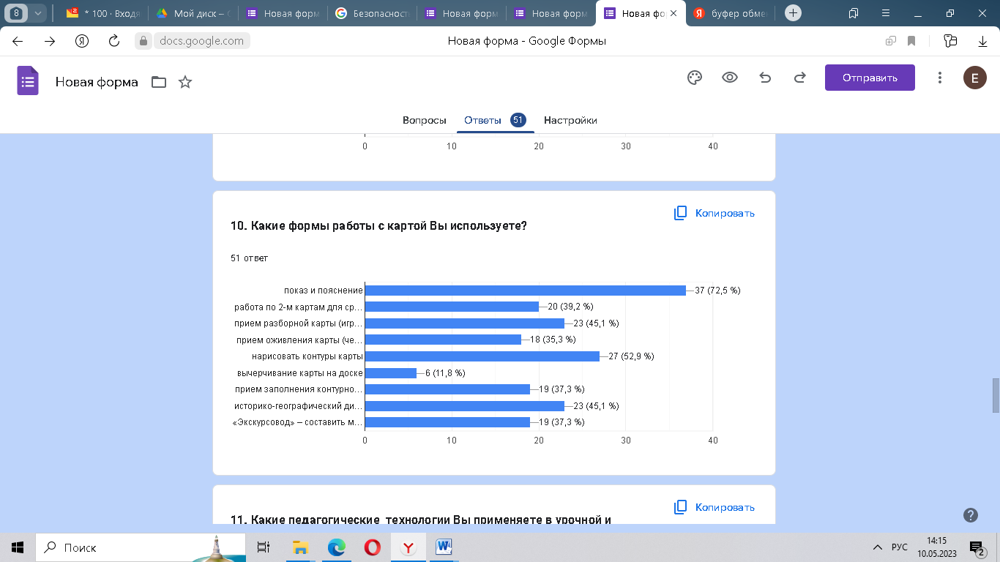 8
* 100 · Входя
Мой диск – G
Новая форм
Безопасност
Новая форм
Новая форм
Новая фо
буфер обме
docs.google.com
Новая форма - Google Формы
Новая форма
Отправить
E
Вопросы
Ответы 51
Настройки
0 10 20 30 40
Копировать
10. Какие формы работы с картой Вы используете?
51 ответ
показ и пояснение 37 (72,5 %)
работа по 2-м картам для ср... 20 (39,2 %)
прием разборной карты (игр... 23 (45,1 %)
прием оживления карты (че... 18 (35,3 %)
нарисовать контуры карты 27 (52,9 %)
вычерчивание карты на доске 6 (11,8 %)
прием заполнения контурно... 19 (37,3 %)
историко-географический ди... 23 (45,1 %)
«Экскурсовод» – составить м... 19 (37,3 %)
0 10 20 30 40
Копировать
11. Какие педагогические технологии Вы применяете в урочной и
Поиск
РУС
14:15
10.05.2023
2